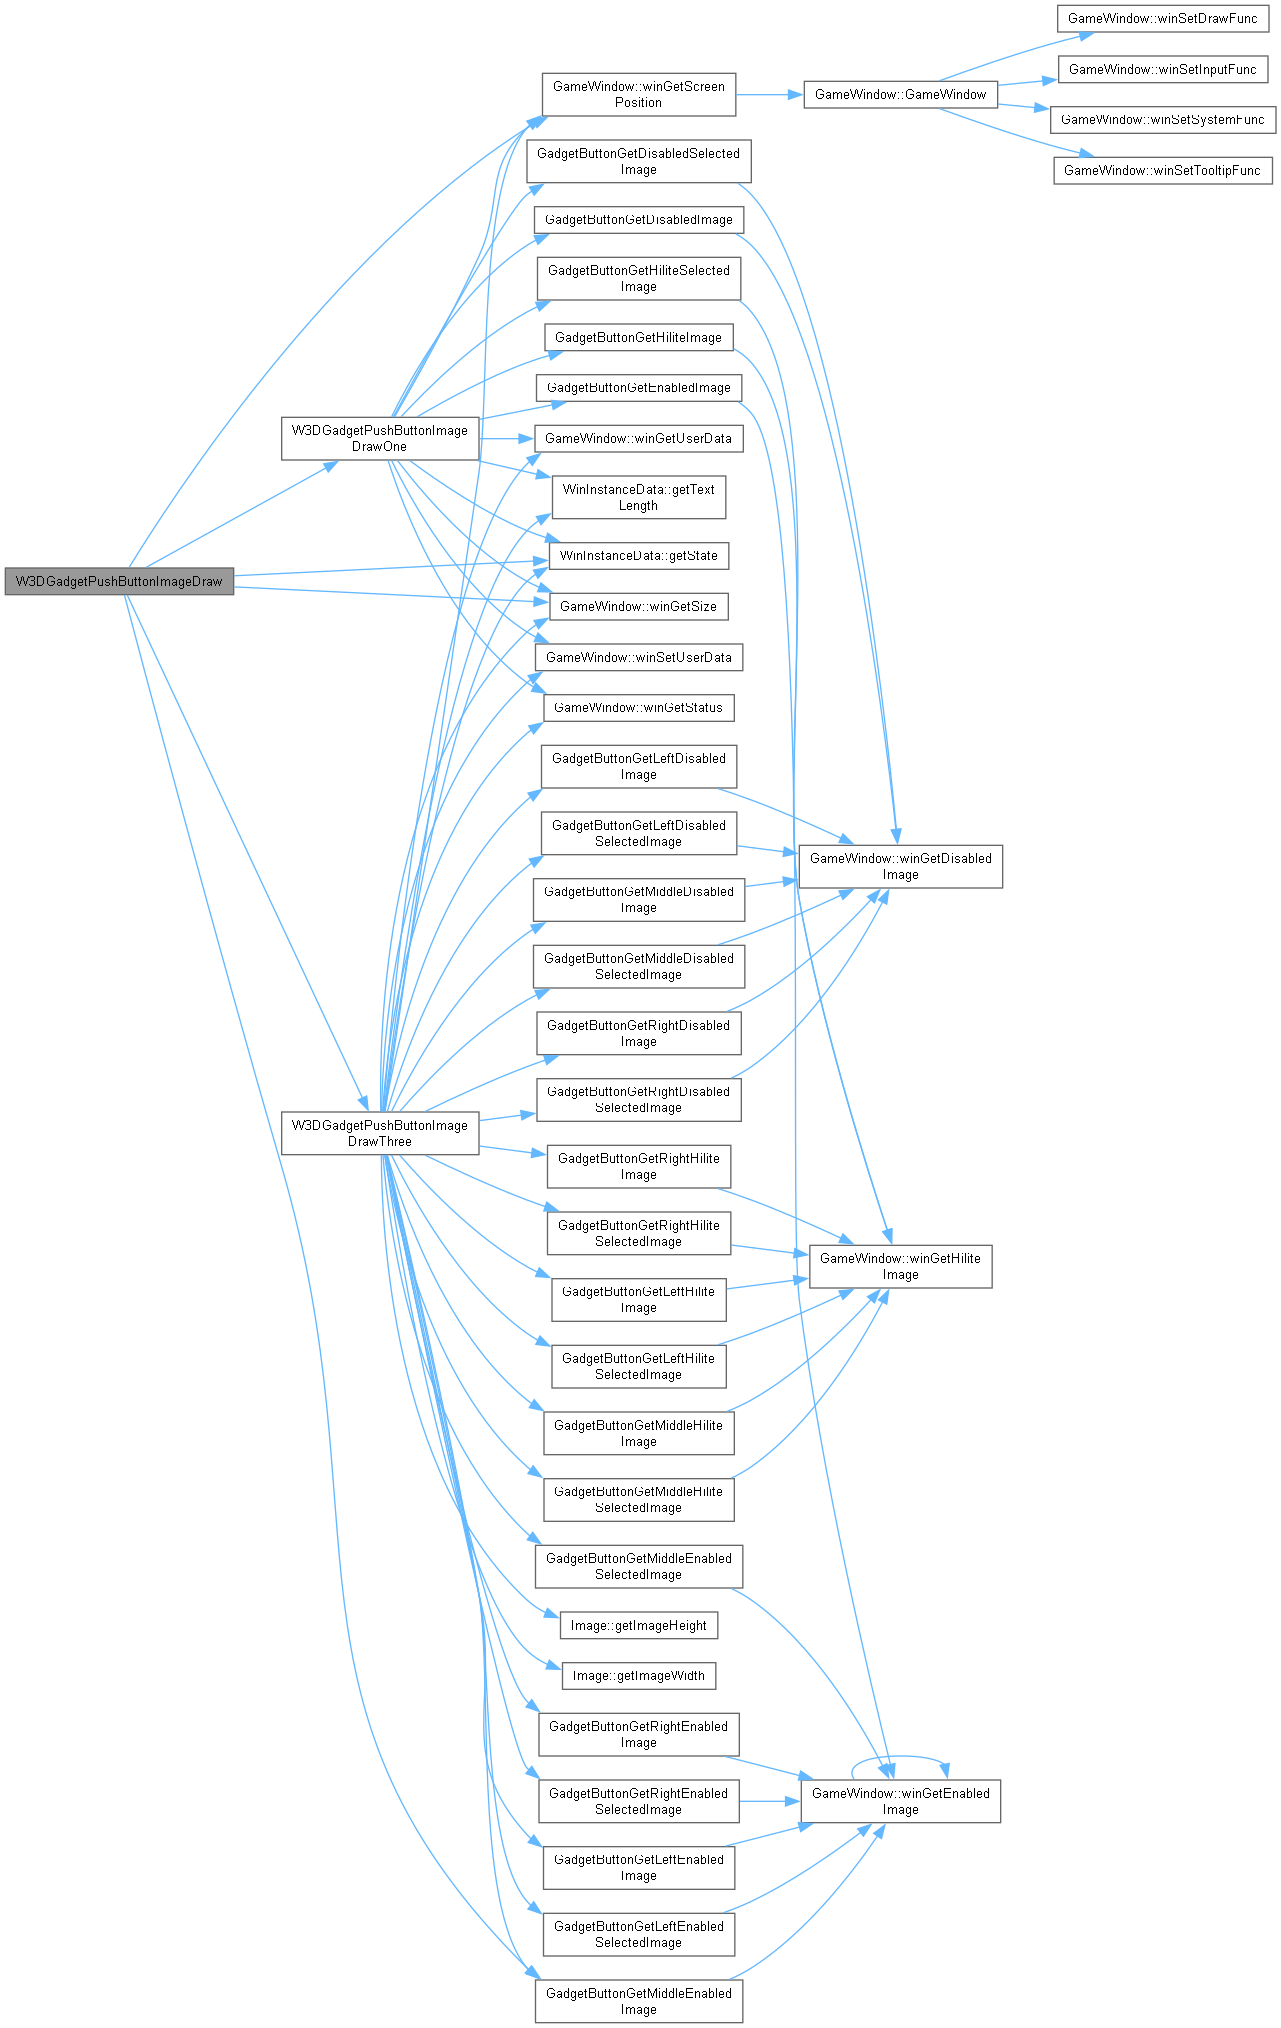 GameWindow::winSetDrawFunc
GameWindow::winSetInputFunc
GameWindow::winGetScreen
Position
GameWindow::GameWindow
GameWindow::winSetSystemFunc
GadgetButtonGetDisabledSelected
Image
GameWindow::winSetTooltipFunc
GadgetButtonGetDisabledImage
GadgetButtonGetHiliteSelected
Image
GadgetButtonGetHiliteImage
GadgetButtonGetEnabledImage
W3DGadgetPushButtonImage
DrawOne
GameWindow::winGetUserData
WinInstanceData::getText
Length
WinInstanceData::getState
W3DGadgetPushButtonImageDraw
GameWindow::winGetSize
GameWindow::winSetUserData
GameWindow::winGetStatus
GadgetButtonGetLeftDisabled
Image
GadgetButtonGetLeftDisabled
SelectedImage
GameWindow::winGetDisabled
Image
GadgetButtonGetMiddleDisabled
Image
GadgetButtonGetMiddleDisabled
SelectedImage
GadgetButtonGetRightDisabled
Image
GadgetButtonGetRightDisabled
SelectedImage
W3DGadgetPushButtonImage
DrawThree
GadgetButtonGetRightHilite
Image
GadgetButtonGetRightHilite
SelectedImage
GameWindow::winGetHilite
Image
GadgetButtonGetLeftHilite
Image
GadgetButtonGetLeftHilite
SelectedImage
GadgetButtonGetMiddleHilite
Image
GadgetButtonGetMiddleHilite
SelectedImage
GadgetButtonGetMiddleEnabled
SelectedImage
Image::getImageHeight
Image::getImageWidth
GadgetButtonGetRightEnabled
Image
GadgetButtonGetRightEnabled
SelectedImage
GameWindow::winGetEnabled
Image
GadgetButtonGetLeftEnabled
Image
GadgetButtonGetLeftEnabled
SelectedImage
GadgetButtonGetMiddleEnabled
Image